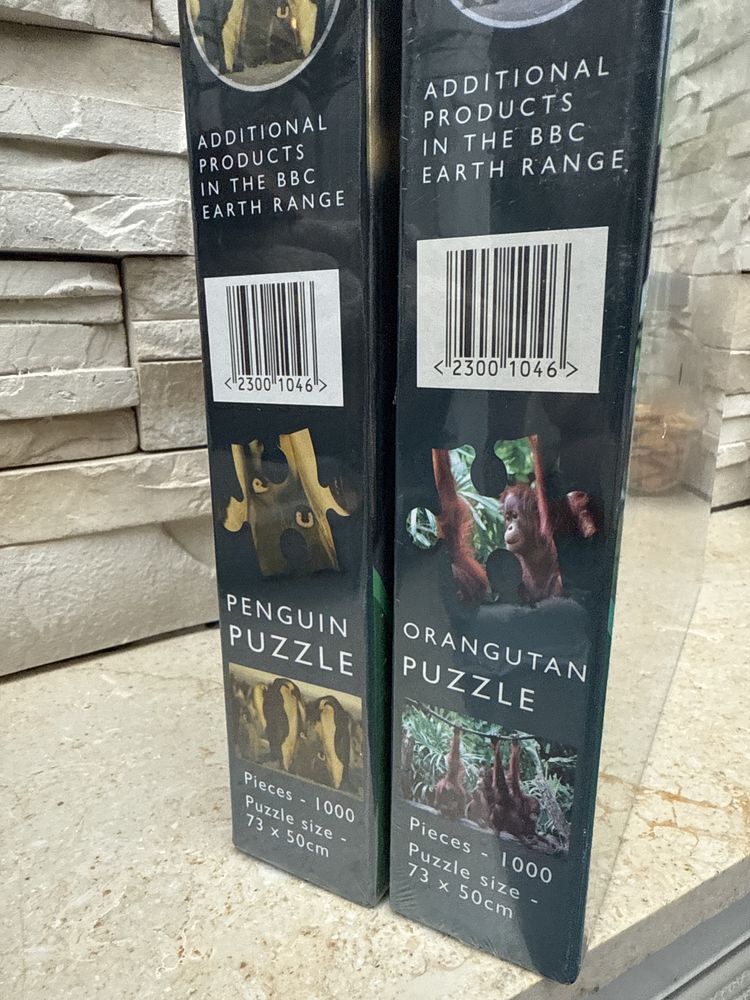 ADDITIONAL
PRODUCTS
IN THE BBC
EARTH RANGE
<2300 1046>
PENGUIN
PUZZLE
Pieces - 1000
Puzzle size -
73 x 50cm
ADDITIONAL
PRODUCTS
IN THE BBC
EARTH RANGE
<2300 1046>
ORANGUTAN
PUZZLE
Pieces - 1000
Puzzle size -
73 x 50cm